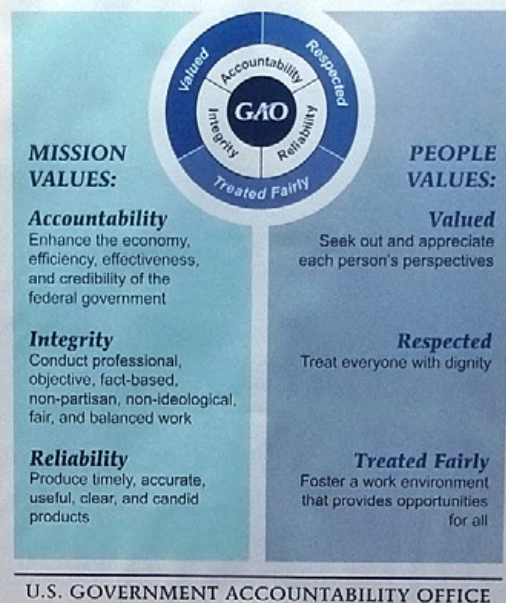 Valued
Respected
Accountability
Integrity
Reliability
GAO
Treated Fairly
MISSION
VALUES:
Accountability
Enhance the economy,
efficiency, effectiveness,
and credibility of the
federal government
Integrity
Conduct professional,
objective, fact-based,
non-partisan, non-ideological,
fair, and balanced work
Reliability
Produce timely, accurate,
useful, clear, and candid
products
PEOPLE
VALUES:
Valued
Seek out and appreciate
each person's perspectives
Respected
Treat everyone with dignity
Treated Fairly
Foster a work environment
that provides opportunities
for all
U.S. GOVERNMENT ACCOUNTABILITY OFFICE